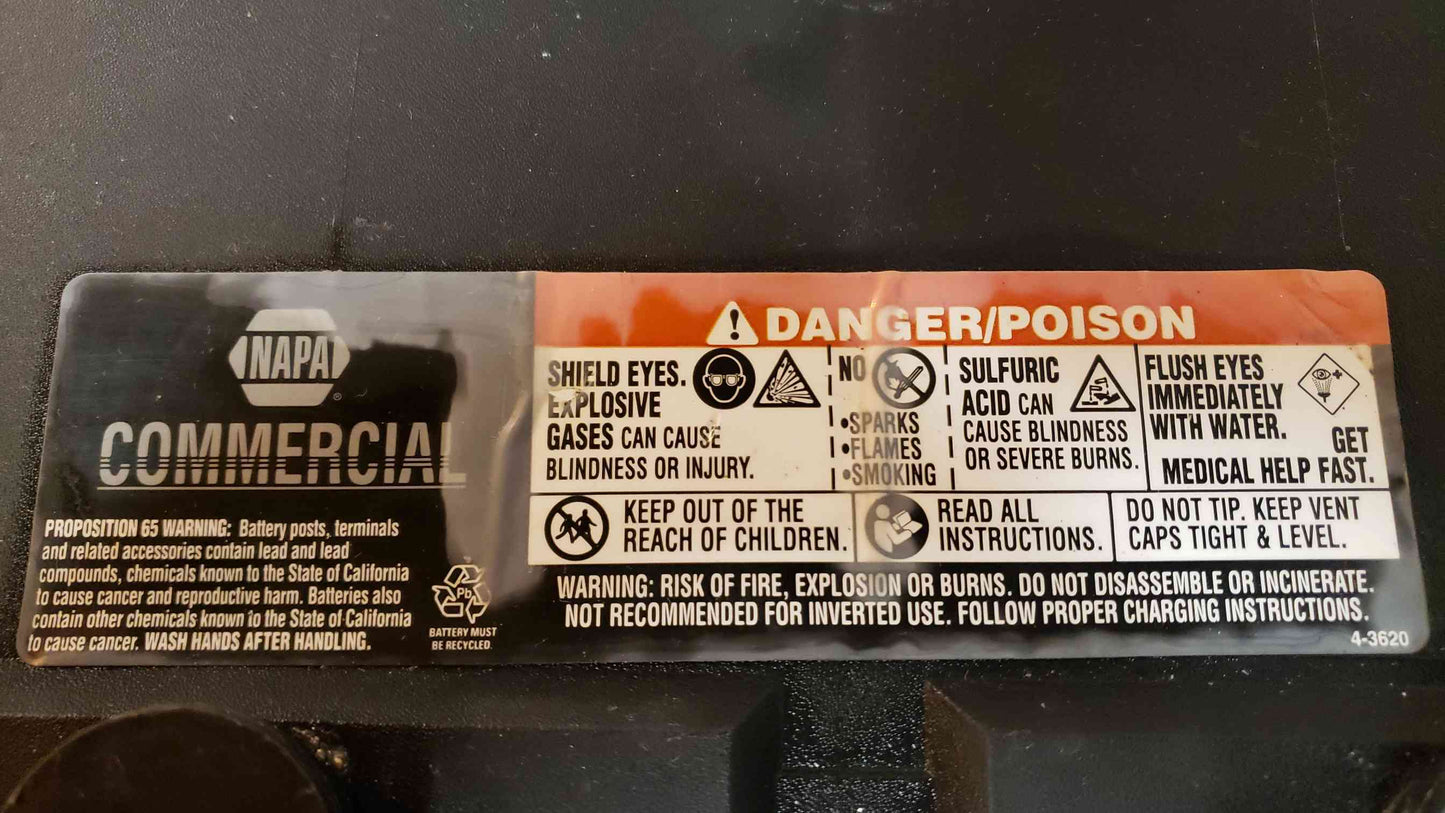 NAPA
®
COMMERCIAL
PROPOSITION 65 WARNING: Battery posts, terminals
and related accessories contain lead and lead
compounds, chemicals known to the State of California
to cause cancer and reproductive harm. Batteries also
contain other chemicals known to the State of California
to cause cancer. WASH HANDS AFTER HANDLING.
Pb
BATTERY MUST
BE RECYCLED.
DANGER/POISON
SHIELD EYES.
EXPLOSIVE
GASES CAN CAUSE
BLINDNESS OR INJURY.
NO
•SPARKS
•FLAMES
•SMOKING
SULFURIC
ACID CAN
CAUSE BLINDNESS
OR SEVERE BURNS.
FLUSH EYES
IMMEDIATELY
WITH WATER.
GET
MEDICAL HELP FAST.
KEEP OUT OF THE
REACH OF CHILDREN.
READ ALL
INSTRUCTIONS.
DO NOT TIP. KEEP VENT
CAPS TIGHT & LEVEL.
WARNING: RISK OF FIRE, EXPLOSION OR BURNS. DO NOT DISASSEMBLE OR INCINERATE.
NOT RECOMMENDED FOR INVERTED USE. FOLLOW PROPER CHARGING INSTRUCTIONS.
4-3620